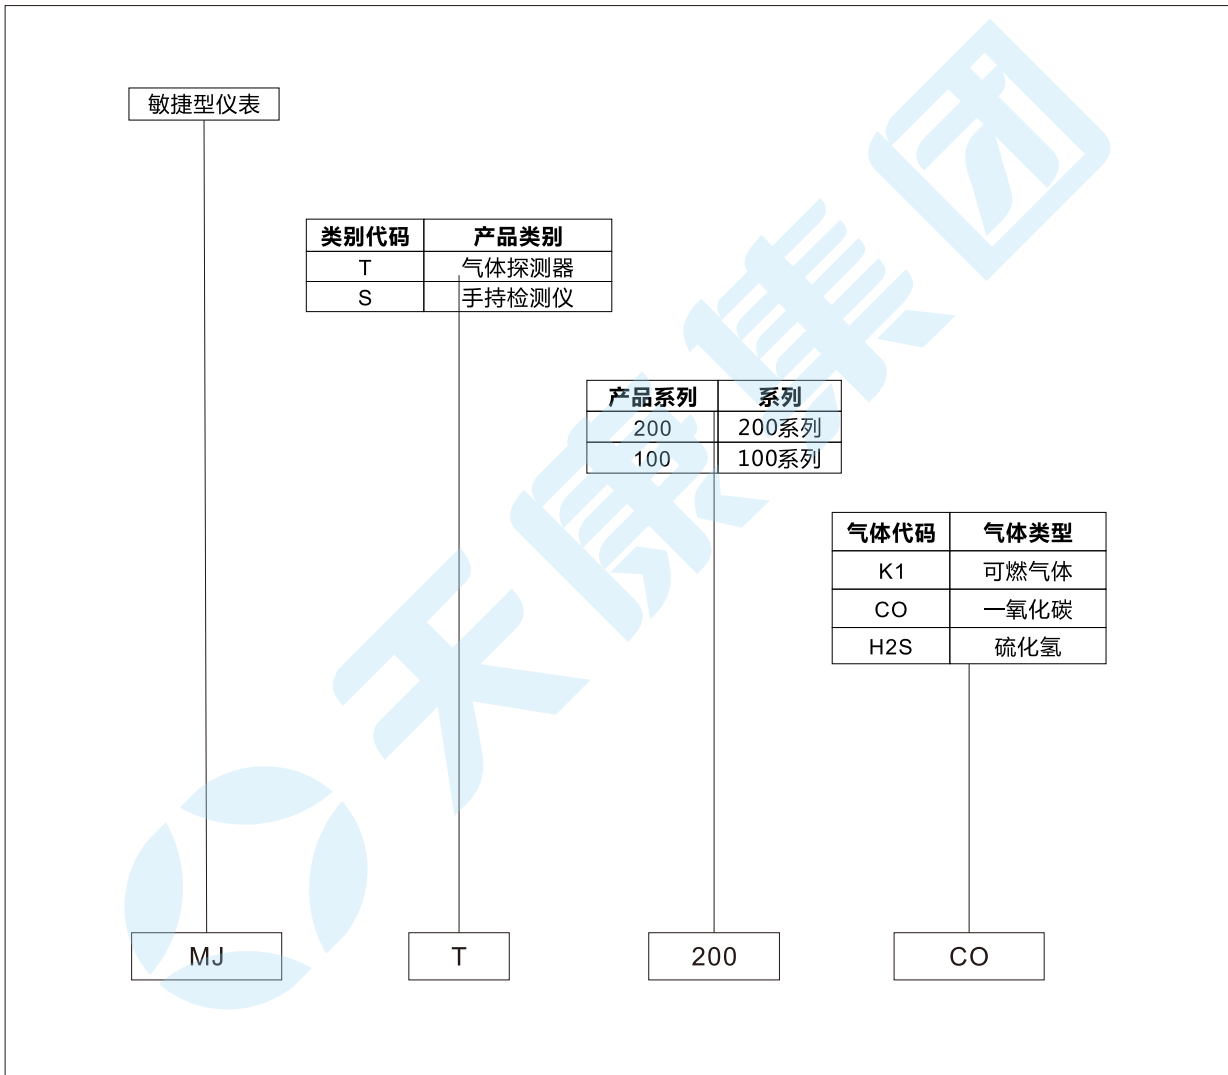 敏捷型仪表
类别代码 产品类别
T 气体探测器
S 手持检测仪
产品系列 系列
200 200系列
100 100系列
气体代码 气体类型
K1 可燃气体
CO 一氧化碳
H2S 硫化氢
MJ T 200 CO
天康集团